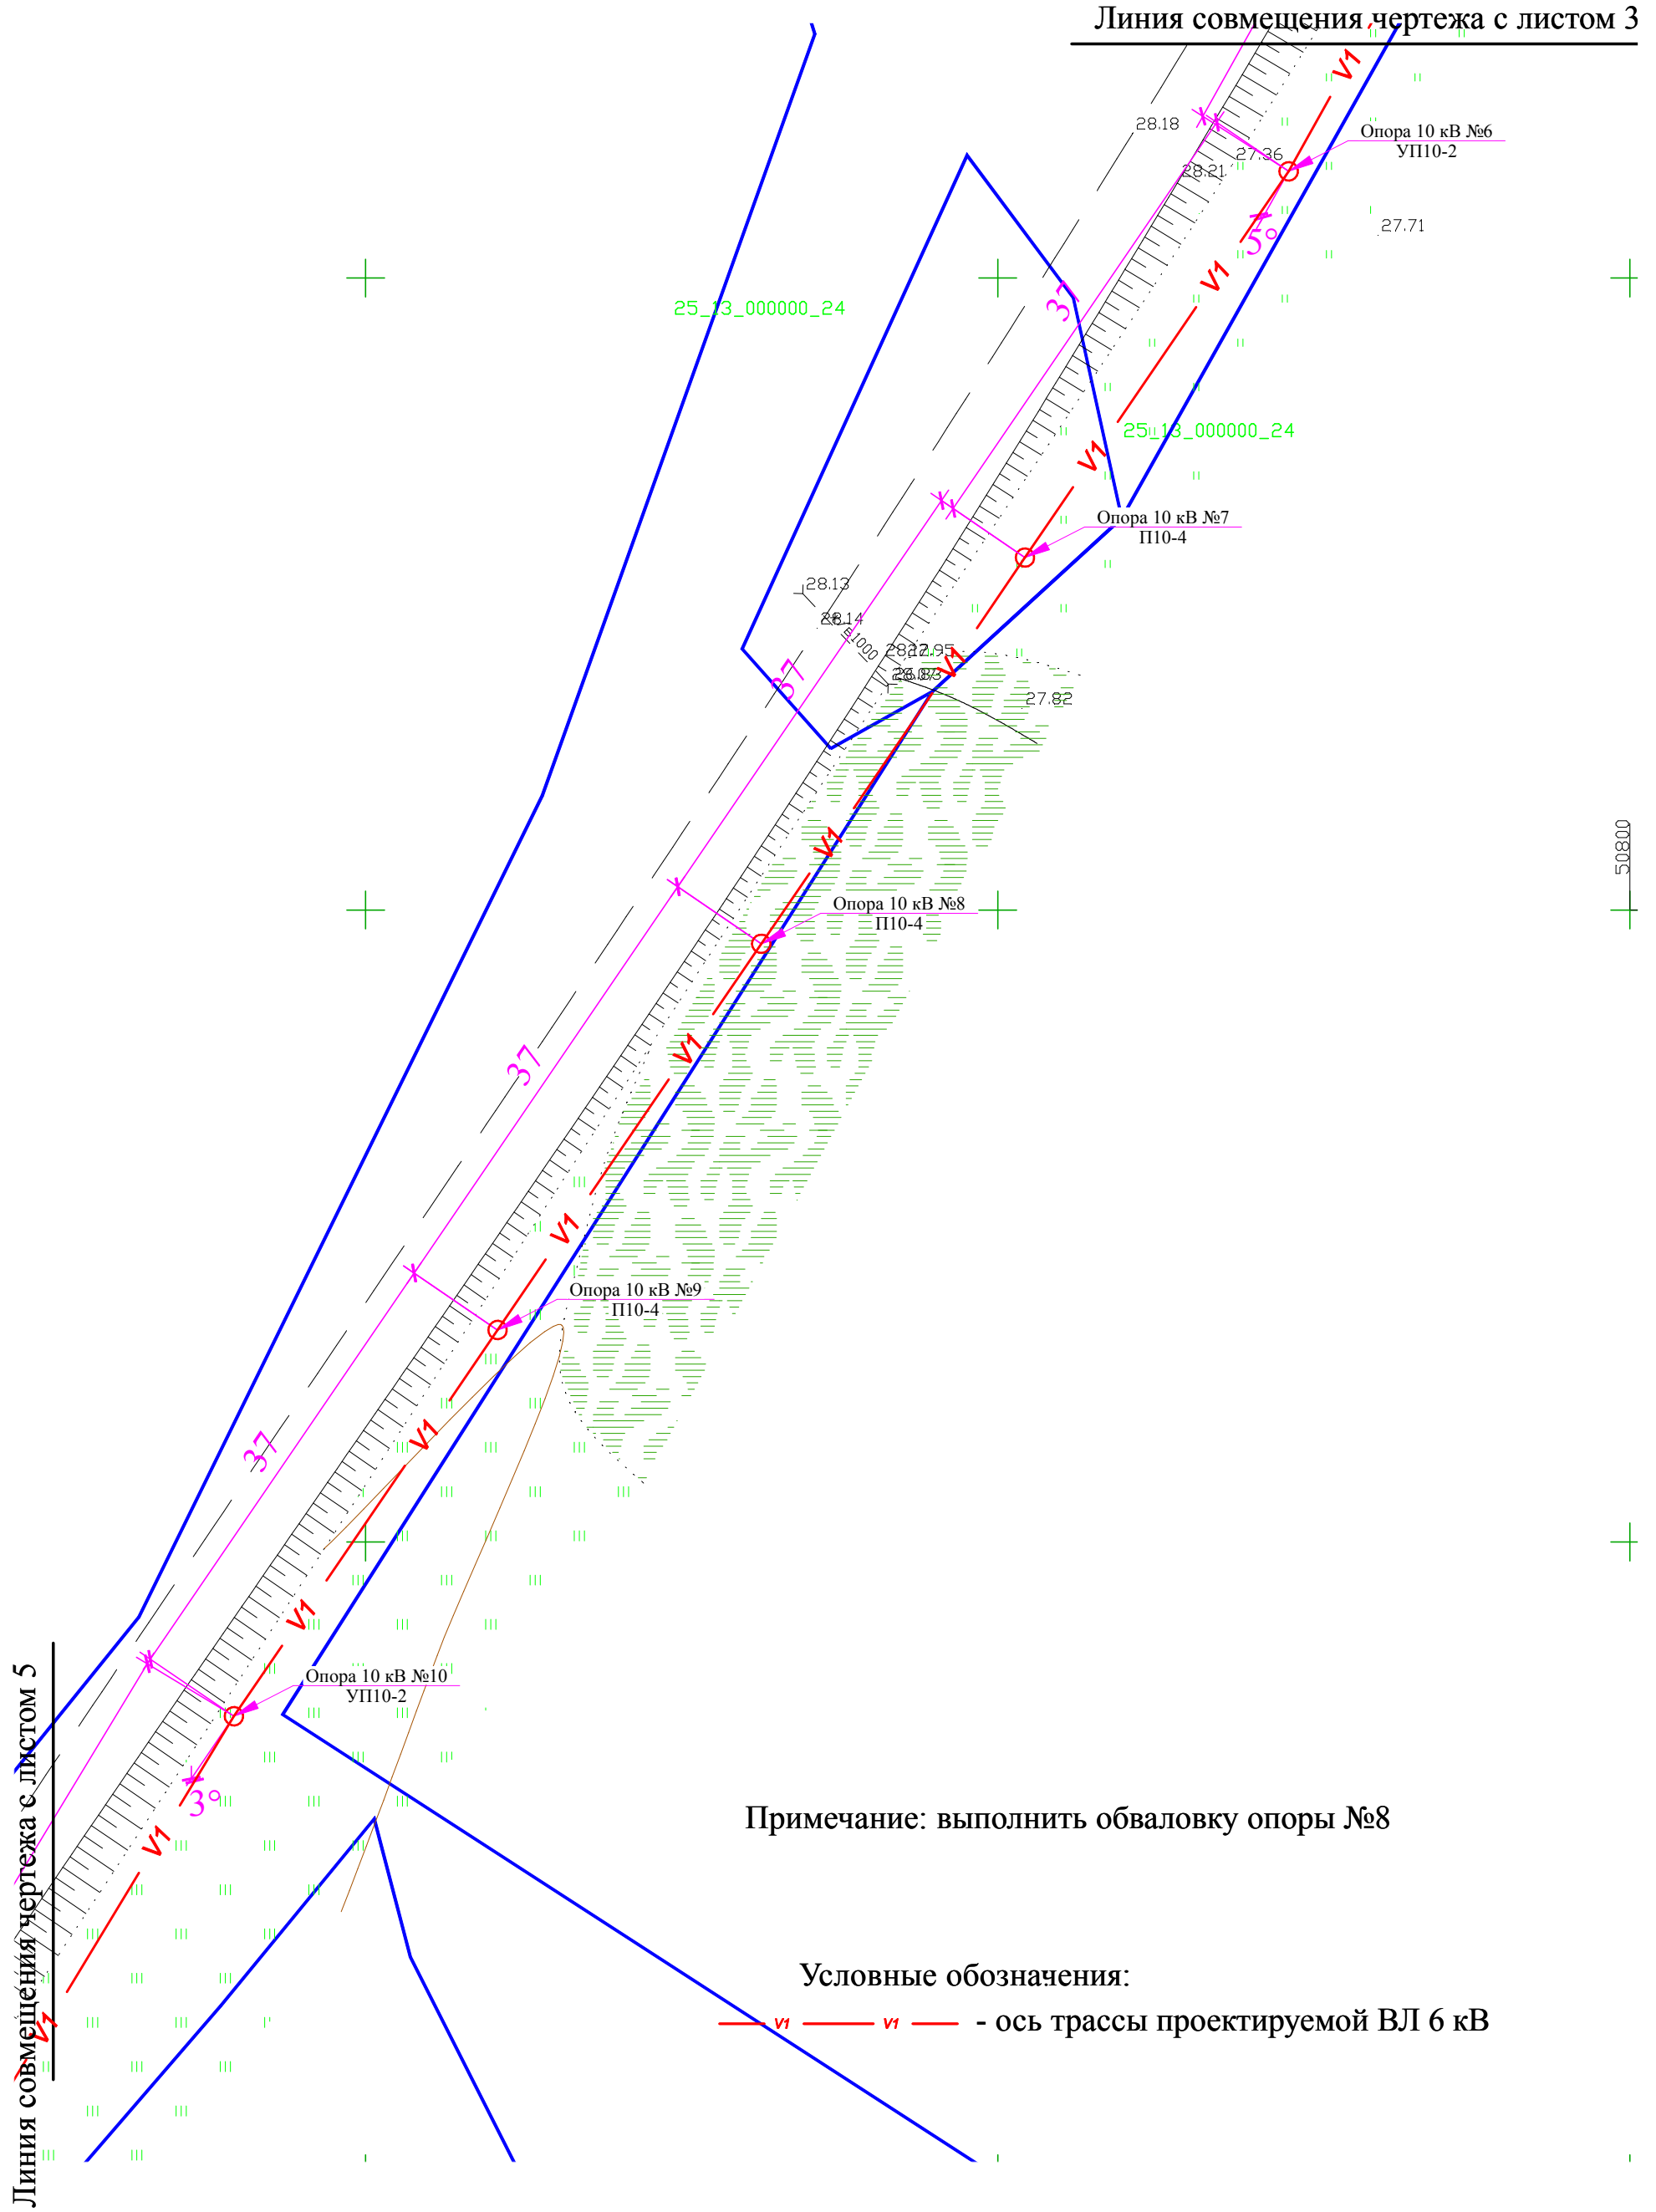 Линия совмещения чертежа с листом 3
V1
28.18
Опора 10 кВ №6
УП10-2
27.36
28.21
27.71
5°
V1
37
25_13_000000_24
25_13_000000_24
V1
Опора 10 кВ №7
П10-4
28.13
28.14
в.1000
V1
37
27.82
V1
50800
Опора 10 кВ №8
П10-4
V1
37
V1
Опора 10 кВ №9
П10-4
V1
37
V1
Опора 10 кВ №10
УП10-2
3°
V1
V1
Линия совмещения чертежа с листом 5
Примечание: выполнить обваловку опоры №8
Условные обозначения:
V1 V1 - ось трассы проектируемой ВЛ 6 кВ